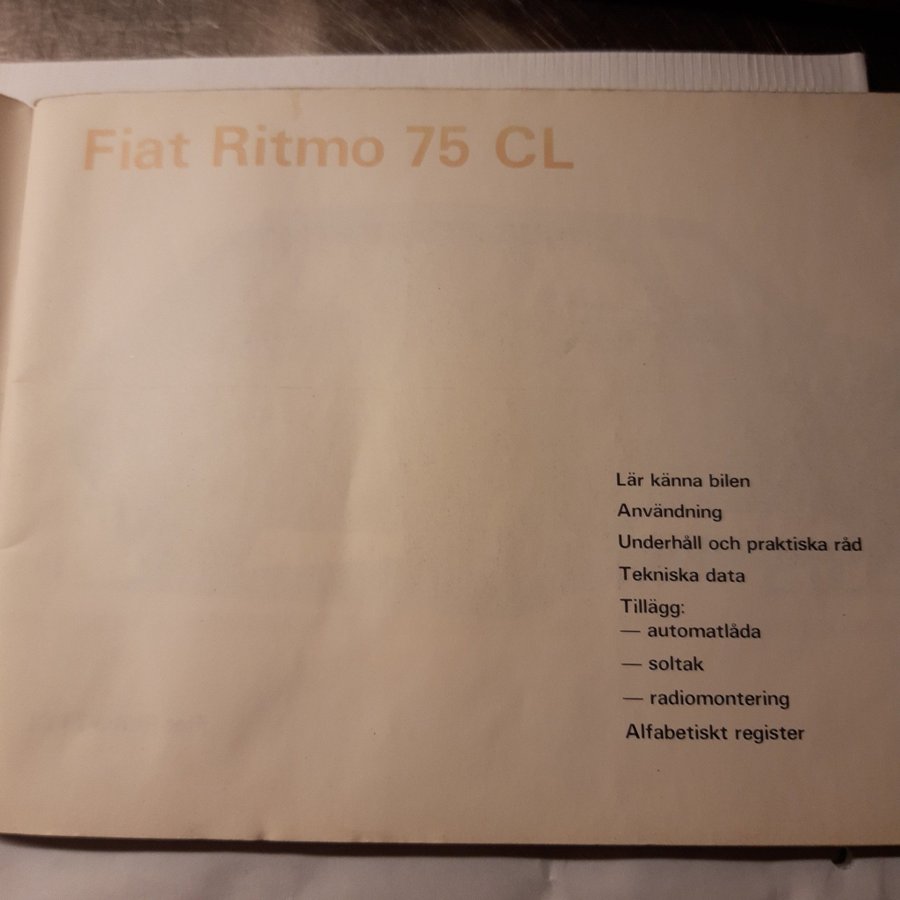 Fiat Ritmo 75 CL
Lär känna bilen
Användning
Underhåll och praktiska råd
Tekniska data
Tillägg:
— automatlåda
— soltak
— radiomontering
Alfabetiskt register